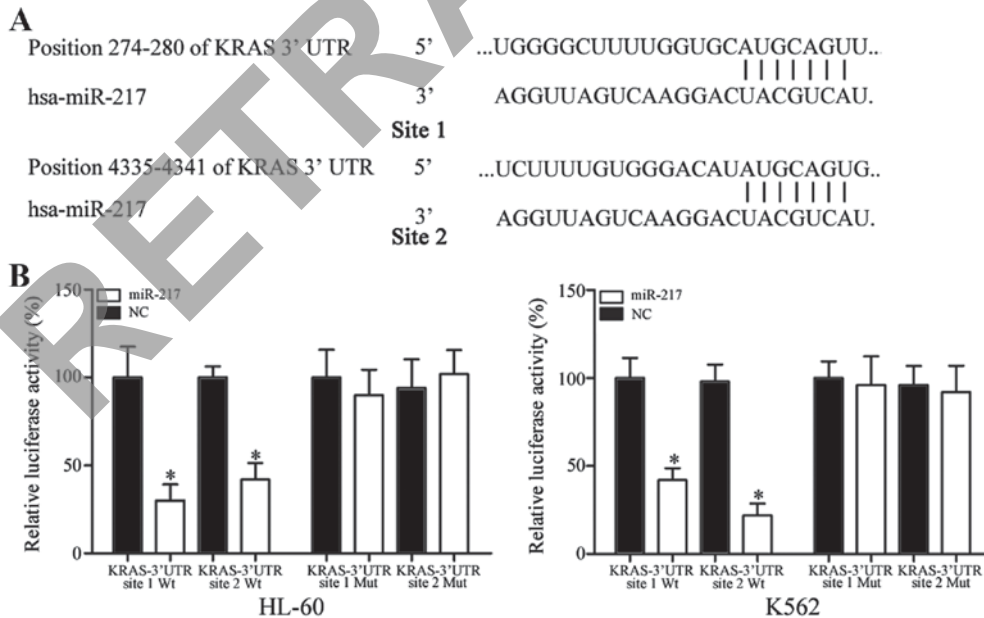 A
Position 274-280 of KRAS 3' UTR 5' ...UGGGGCUUUUGGUGCAUGCAGUU..
hsa-miR-217 3' AGGUUAGUCAAGGACUACGUCAU.
Site 1
Position 4335-4341 of KRAS 3' UTR 5' ...UCUUUUGUGGGACAUAUGCAGUG..
hsa-miR-217 3' AGGUUAGUCAAGGACUACGUCAU.
Site 2
RETRA
B
Relative luciferase activity (%)
150
100
50
0
miR-217
NC
*
*
KRAS-3'UTR site 1 Wt
KRAS-3'UTR site 2 Wt
KRAS-3'UTR site 1 Mut
KRAS-3'UTR site 2 Mut
HL-60
Relative luciferase activity (%)
150
100
50
0
miR-217
NC
*
*
KRAS-3'UTR site 1 Wt
KRAS-3'UTR site 2 Wt
KRAS-3'UTR site 1 Mut
KRAS-3'UTR site 2 Mut
K562